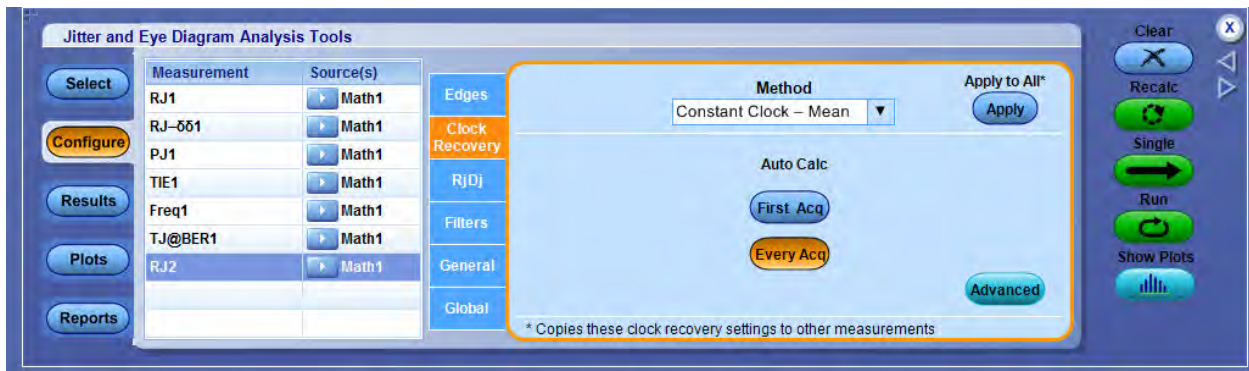 Jitter and Eye Diagram Analysis Tools
Select
Configure
Results
Plots
Reports
Measurement Source(s)
RJ1 Math1
RJ–δδ1 Math1
PJ1 Math1
TIE1 Math1
Freq1 Math1
TJ@BER1 Math1
RJ2 Math1
Edges
Clock
Recovery
RjDj
Filters
General
Global
Method
Constant Clock – Mean
Apply to All*
Apply
Auto Calc
First Acq
Every Acq
Advanced
* Copies these clock recovery settings to other measurements
Clear
X
Recalc
Single
Run
Show Plots